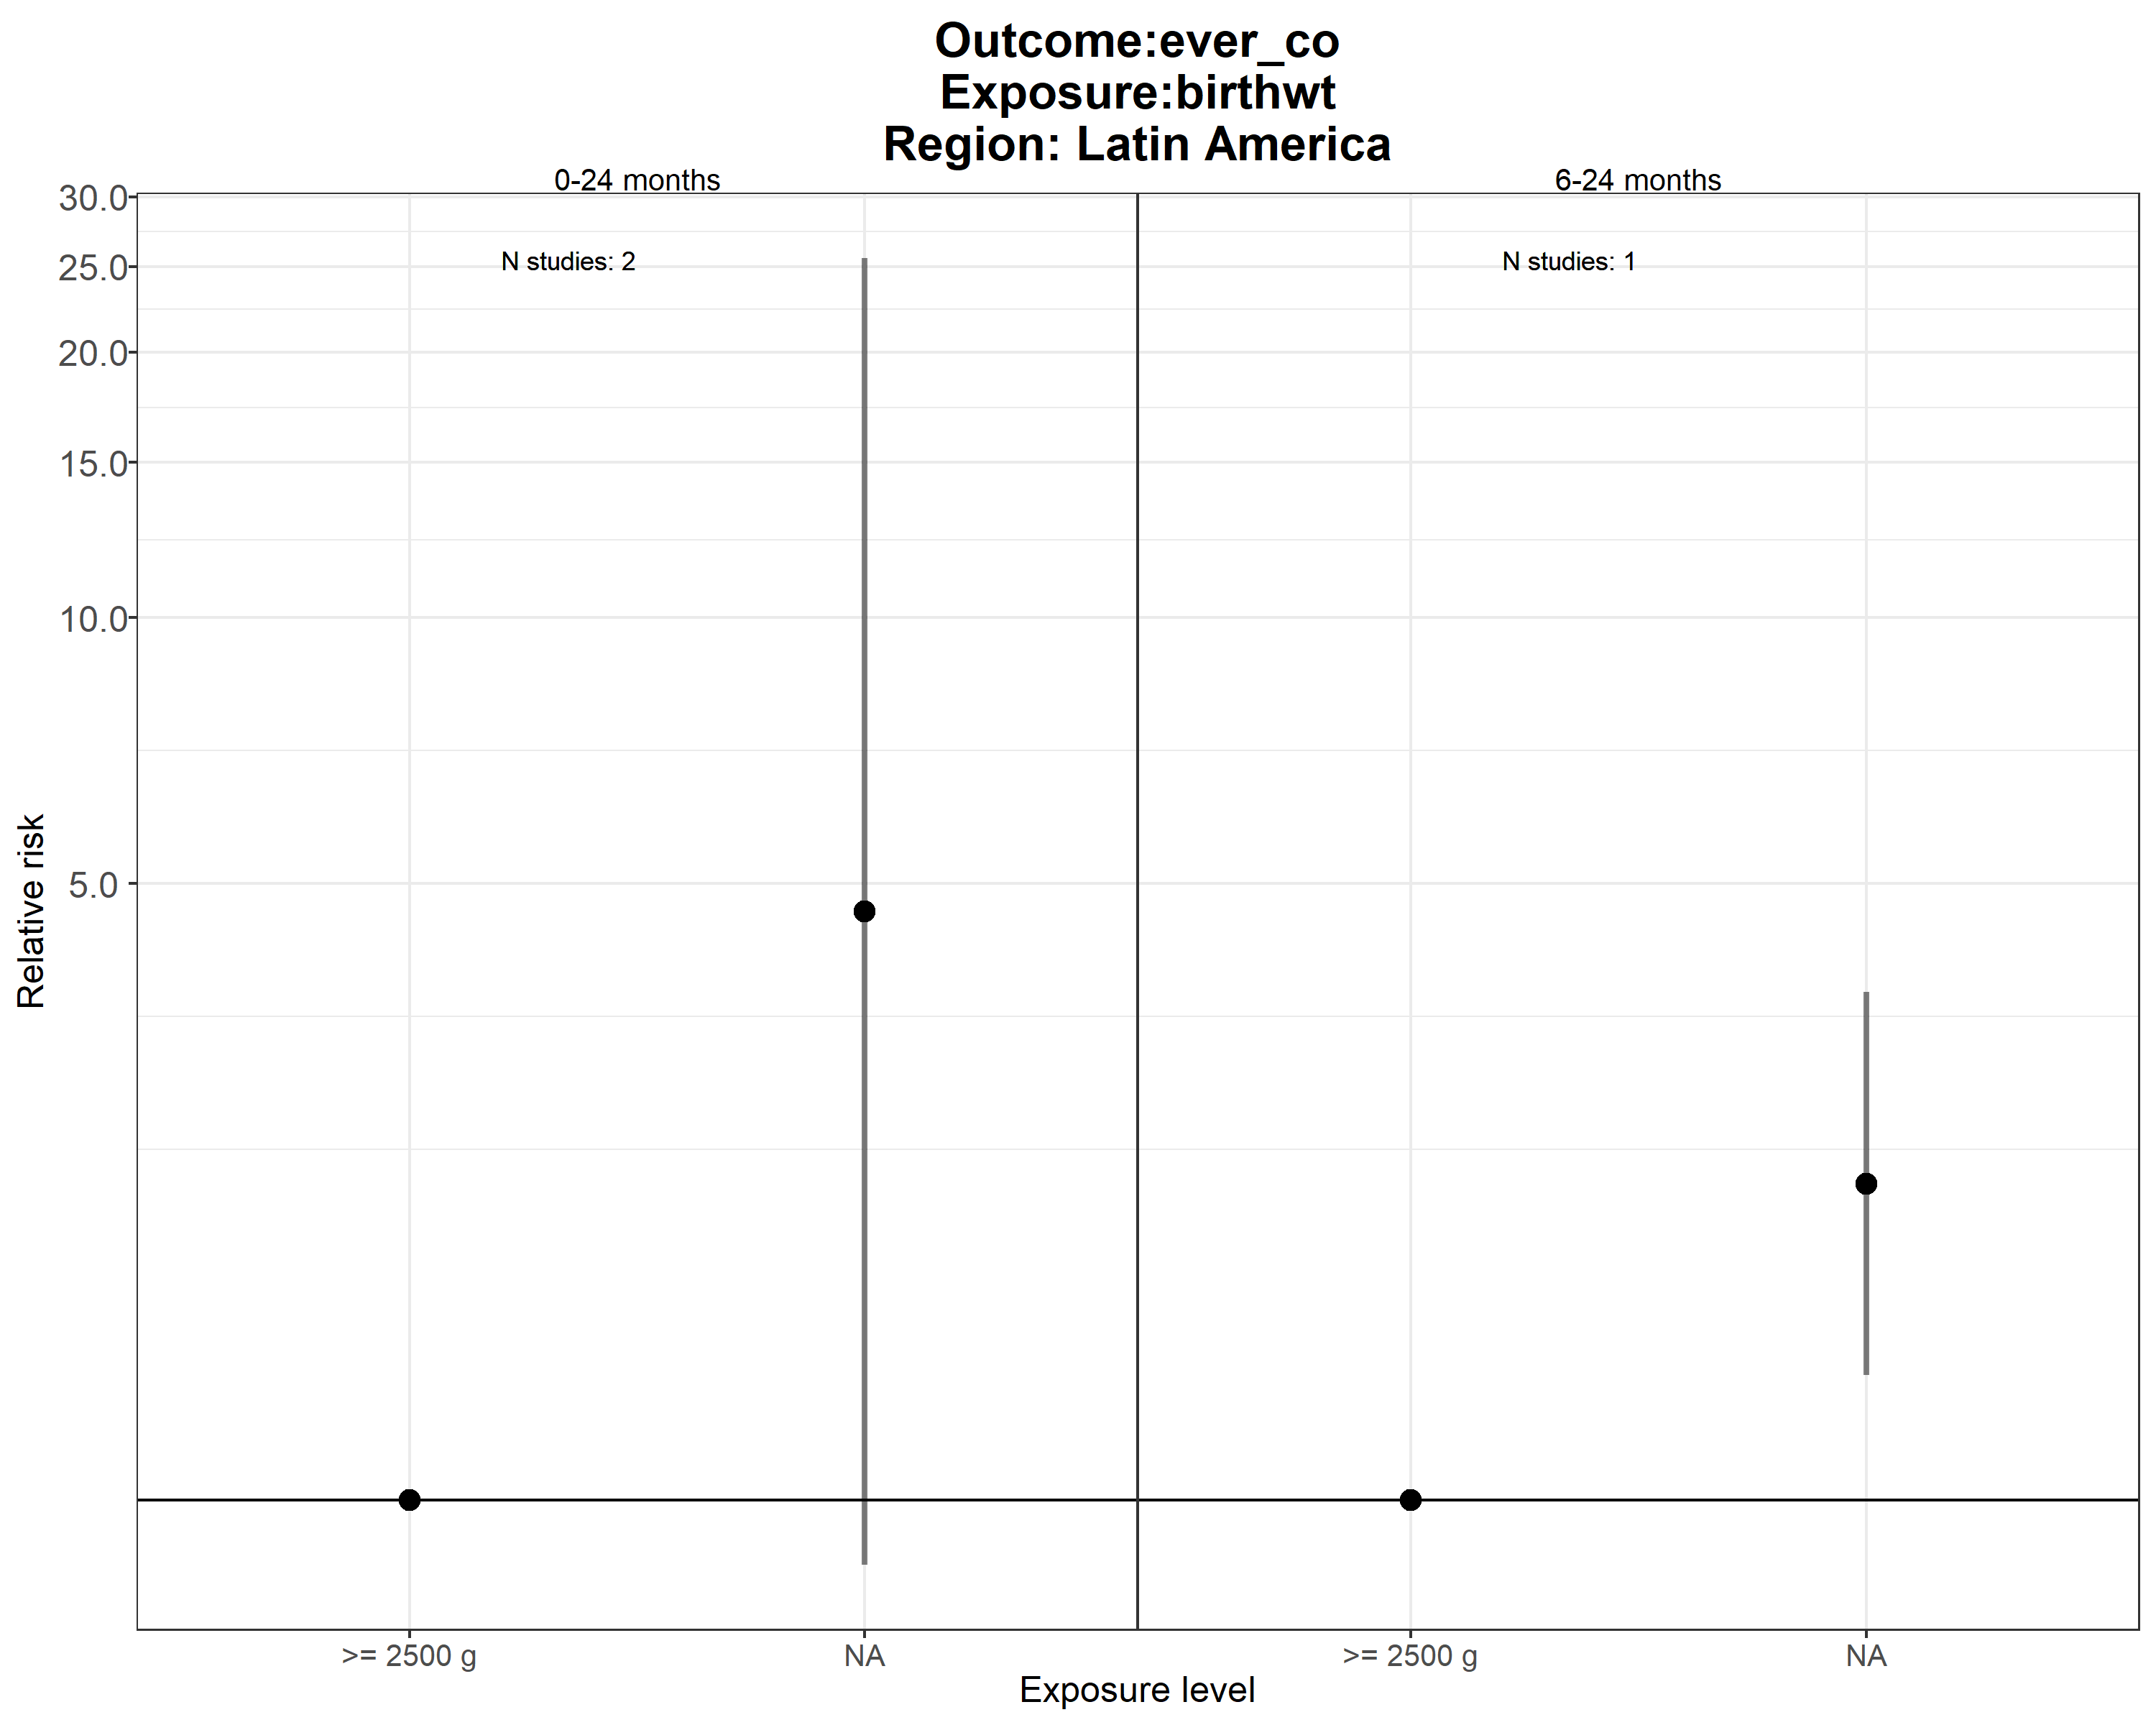 Outcome:ever_co
Exposure:birthwt
Region: Latin America
0-24 months
6-24 months
30.0
25.0
20.0
15.0
10.0
5.0
N studies: 2
N studies: 1
Relative risk
>= 2500 g
NA
>= 2500 g
NA
Exposure level